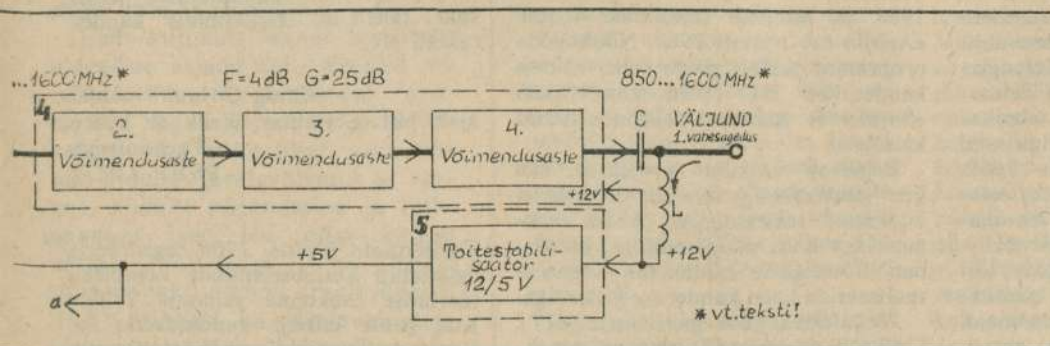 ...1600 MHz*
F=4dB G=25dB
850...1600 MHz*
4
2.
Võimendusaste
3.
Võimendusaste
4.
Võimendusaste
C
VÄLJUND
1.vahesagedus
L
+12V
5
Toitestabili-
saator
12/5 V
+12V
+5V
a
* vt. teksti!